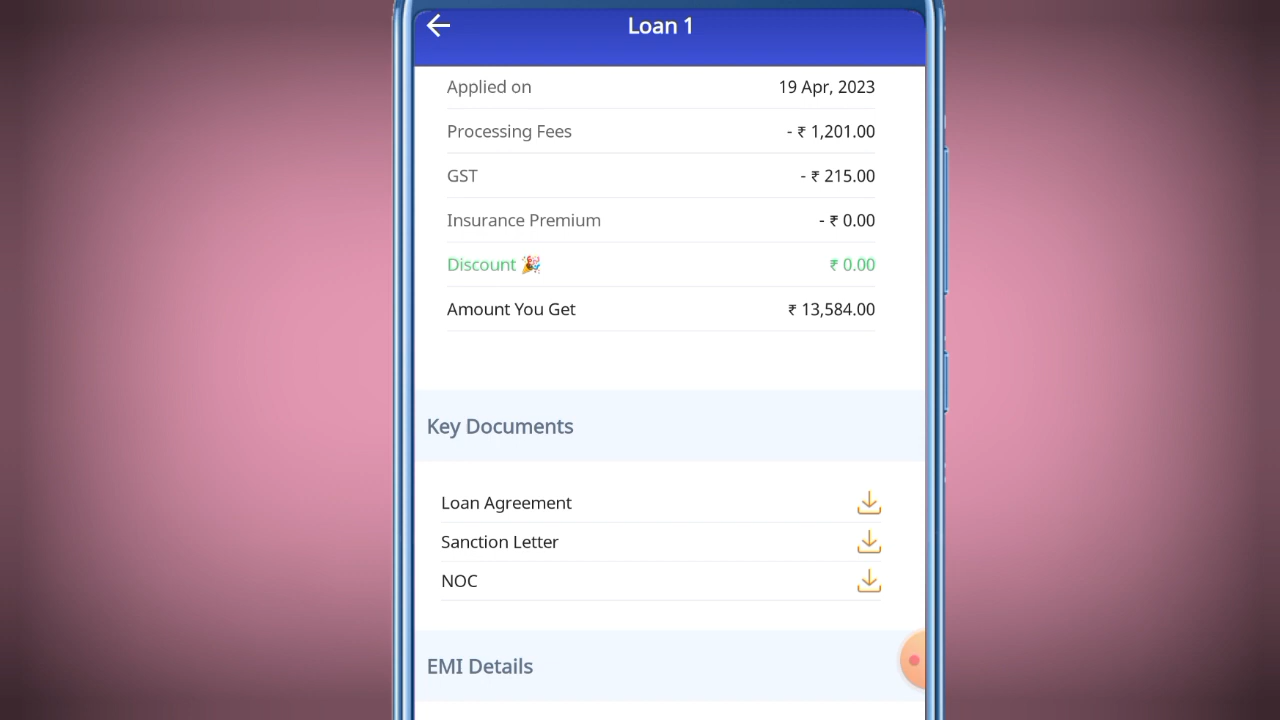 Loan 1
Applied on 19 Apr, 2023
Processing Fees - ₹ 1,201.00
GST - ₹ 215.00
Insurance Premium - ₹ 0.00
Discount 🎉 ₹ 0.00
Amount You Get ₹ 13,584.00
Key Documents
Loan Agreement
Sanction Letter
NOC
EMI Details